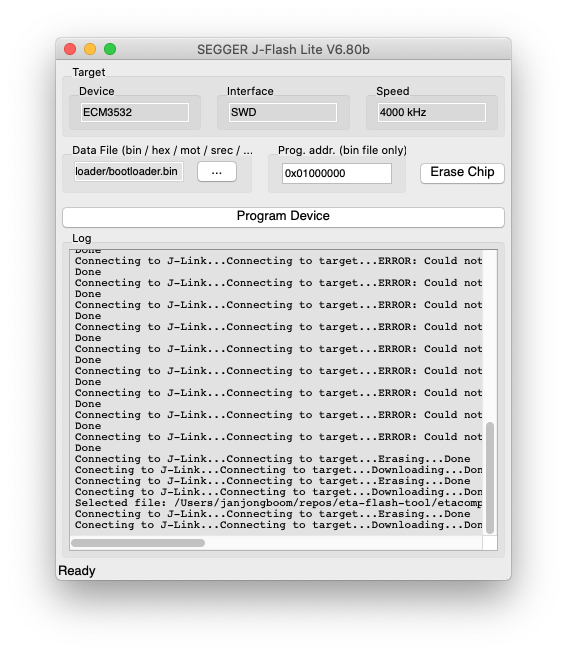 SEGGER J-Flash Lite V6.80b
Target
Device
Interface
Speed
ECM3532
SWD
4000 kHz
Data File (bin / hex / mot / srec / ...
Prog. addr. (bin file only)
loader/bootloader.bin
...
0x01000000
Erase Chip
Program Device
Log
Done
Connecting to J-Link...Connecting to target...ERROR: Could not
Done
Connecting to J-Link...Connecting to target...ERROR: Could not
Done
Connecting to J-Link...Connecting to target...ERROR: Could not
Done
Connecting to J-Link...Connecting to target...ERROR: Could not
Done
Connecting to J-Link...Connecting to target...ERROR: Could not
Done
Connecting to J-Link...Connecting to target...ERROR: Could not
Done
Connecting to J-Link...Connecting to target...ERROR: Could not
Done
Connecting to J-Link...Connecting to target...ERROR: Could not
Done
Connecting to J-Link...Connecting to target...ERROR: Could not
Done
Connecting to J-Link...Connecting to target...Erasing...Done
Conecting to J-Link...Connecting to target...Downloading...Don
Connecting to J-Link...Connecting to target...Erasing...Done
Conecting to J-Link...Connecting to target...Downloading...Don
Selected file: /Users/janjongboom/repos/eta-flash-tool/etacomp
Connecting to J-Link...Connecting to target...Erasing...Done
Conecting to J-Link...Connecting to target...Downloading...Don
Ready